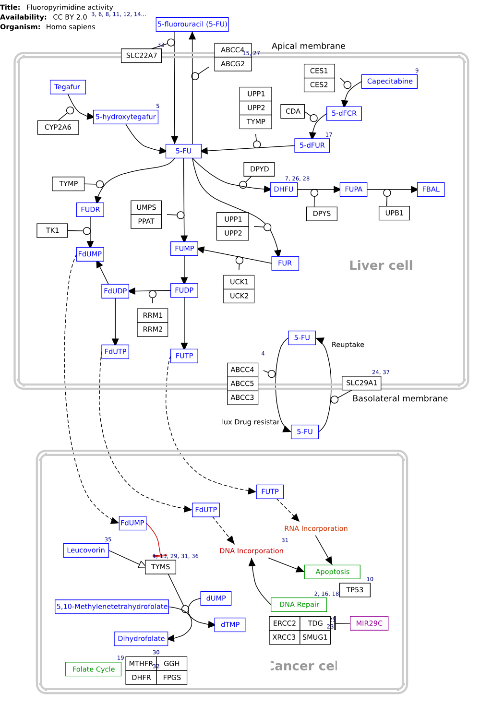 Title: Fluoropyrimidine activity
Availability: CC BY 2.0
Organism: Homo sapiens
3, 6, 8, 11, 12, 14...
5-fluorouracil (5-FU)
SLC22A7
ABCC4
ABCG2
15, 27
Apical membrane
Tegafur
CYP2A6
5-hydroxytegafur
5
UPP1
UPP2
TYMP
CES1
CES2
Capecitabine
9
CDA
5-dFCR
17
5-dFUR
5-FU
DPYD
TYMP
7, 26, 28
DHFU
FUPA
FBAL
DPYS
UPB1
FUDR
UMPS
PPAT
UPP1
UPP2
TK1
FdUMP
FUMP
FUR
UCK1
UCK2
Liver cell
FdUDP
FUDP
RRM1
RRM2
FdUTP
FUTP
5-FU
Reuptake
4
ABCC4
ABCC5
ABCC3
24, 37
SLC29A1
Basolateral membrane
lux Drug resistar
5-FU
FUTP
FdUTP
FdUMP
RNA Incorporation
35
Leucovorin
31, 36
TYMS
DNA Incorporation
31
Apoptosis
10
TP53
5,10-Methylenetetrahydrofolate
dUMP
dTMP
Dihydrofolate
DNA Repair
2, 16, 18
ERCC2
TDG
XRCC3
SMUG1
MIR29C
19
Folate Cycle
30
MTHFR
GGH
DHFR
FPGS
ancer cel